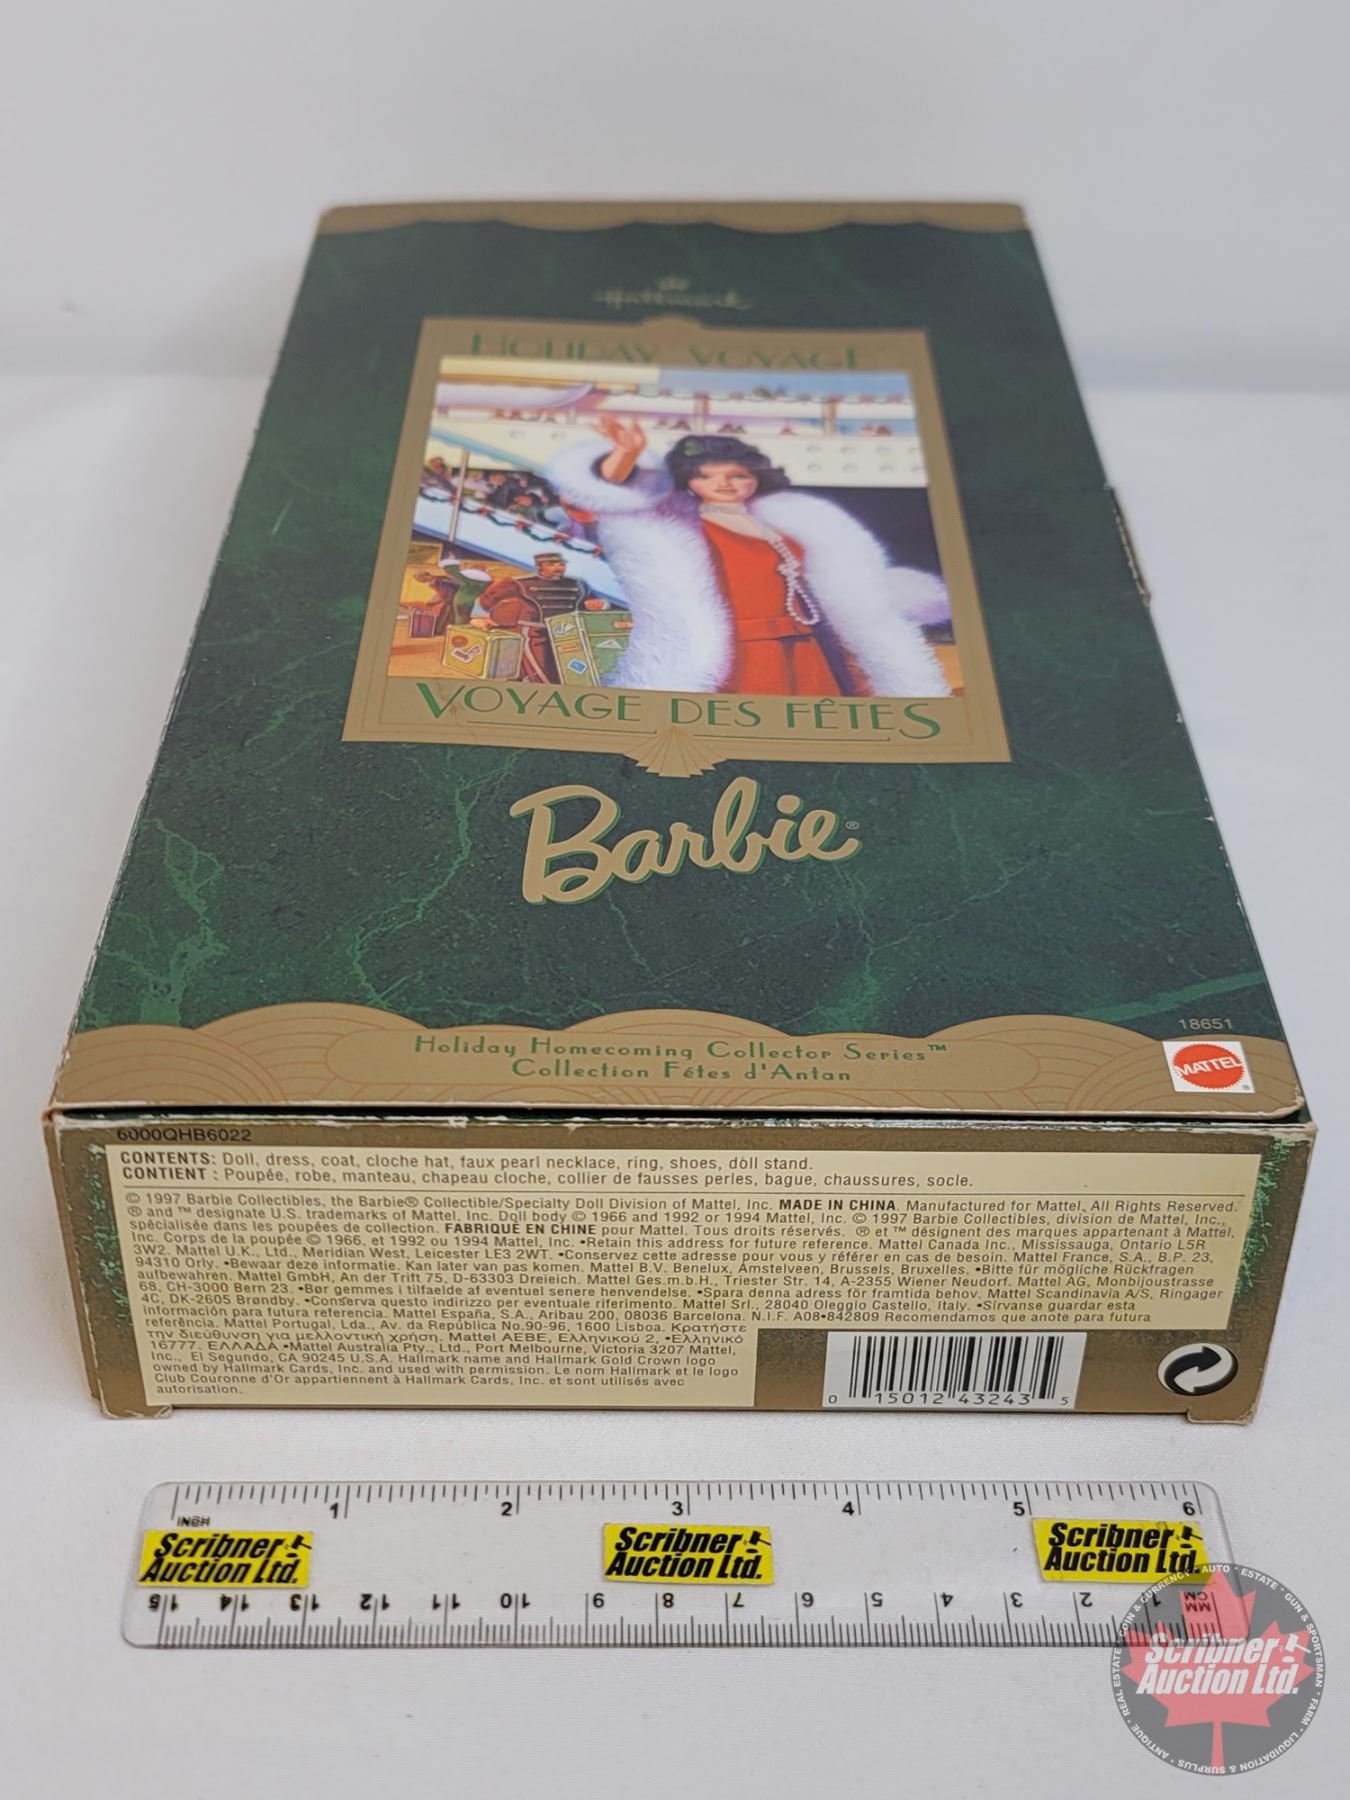 Hallmark
HOLIDAY VOYAGE
VOYAGE DES FÊTES
Barbie®
18651
Holiday Homecoming Collector Series™
Collection Fêtes d'Antan
MATTEL
®
6000QHB6022
CONTENTS: Doll, dress, coat, cloche hat, faux pearl necklace, ring, shoes, doll stand.
CONTIENT : Poupée, robe, manteau, chapeau cloche, collier de fausses perles, bague, chaussures, socle.
© 1997 Barbie Collectibles, the Barbie® Collectible/Specialty Doll Division of Mattel, Inc. MADE IN CHINA. Manufactured for Mattel. All Rights Reserved.
® and ™ designate U.S. trademarks of Mattel, Inc. Doll body © 1966 and 1992 or 1994 Mattel, Inc. © 1997 Barbie Collectibles, division de Mattel, Inc.,
spécialisée dans les poupées de collection. FABRIQUÉ EN CHINE pour Mattel. Tous droits réservés. ® et ™ désignent des marques appartenant à Mattel,
Inc. Corps de la poupée © 1966, et 1992 ou 1994 Mattel, Inc. •Retain this address for future reference. Mattel Canada Inc., Mississauga, Ontario L5R
3W2. Mattel U.K., Ltd., Meridian West, Leicester LE3 2WT. •Conservez cette adresse pour vous y référer en cas de besoin. Mattel France, S.A., B.P. 23,
94310 Orly. •Bewaar deze informatie. Kan later van pas komen. Mattel B.V. Benelux, Amstelveen, Brussels, Bruxelles. •Bitte für mögliche Rückfragen
aufbewahren. Mattel GmbH, An der Trift 75, D-63303 Dreieich. Mattel Ges.m.b.H., Triester Str. 14, A-2355 Wiener Neudorf. Mattel AG, Monbijoustrasse
68, CH-3000 Bern 23. •Bør gemmes i tilfælde af eventuel senere henvendelse. •Spara denna adress för framtida behov. Mattel Scandinavia A/S, Ringager
4C, DK-2605 Brøndby. •Conserva questo indirizzo per eventuale riferimento. Mattel Srl., 28040 Oleggio Castello, Italy. •Sírvanse guardar esta
información para futura referencia. Mattel España, S.A., Aribau 200, 08036 Barcelona. N.I.F. A08•842809 Recomendamos que anote para futura
referência. Mattel Portugal, Lda., Av. da República No.90-96, 1600 Lisboa. Κρατήστε
την διεύθυνση για μελλοντική χρήση. Mattel AEBE, Ελληνικού 2, •Ελληνικό
16777. ΕΛΛΑΔΑ •Mattel Australia Pty., Ltd., Port Melbourne, Victoria 3207 Mattel,
Inc., El Segundo, CA 90245 U.S.A. Hallmark name and Hallmark Gold Crown logo
owned by Hallmark Cards, Inc. and used with permission. Le nom Hallmark et le logo
Club Couronne d'Or appartiennent à Hallmark Cards, Inc. et sont utilisés avec
autorisation.
0 15012 43243 5
1 2 3 4 5 6
INCH
Scribner Auction Ltd. Scribner Auction Ltd. Scribner Auction Ltd.
15 14 13 12 11 10 9 8 7 6 5 4 3 2 1 MM CM
Scribner
Auction Ltd.
COIN & CURRENCY • AUTO • ESTATE • GUN & SPORTSMAN • FARM • LIQUIDATION & SURPLUS • ANTIQUE • REAL ESTATE